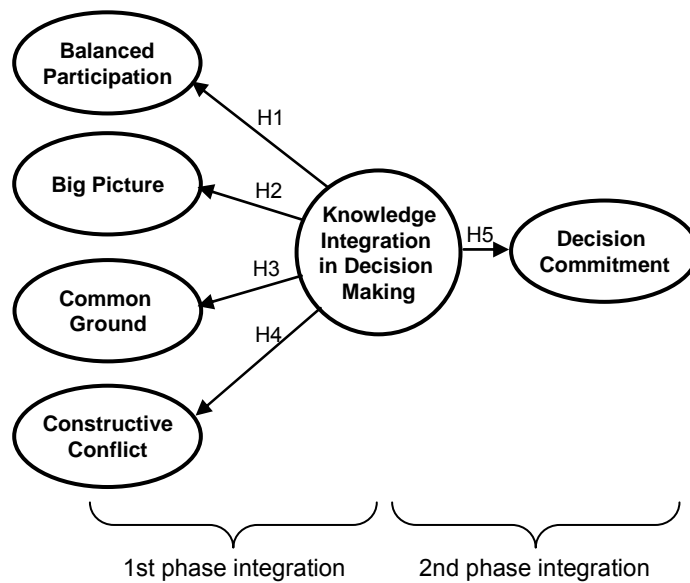 Balanced
Participation
H1
Big Picture
H2
Knowledge
Integration
in Decision
Making
H5
Decision
Commitment
H3
Common
Ground
H4
Constructive
Conflict
1st phase integration
2nd phase integration